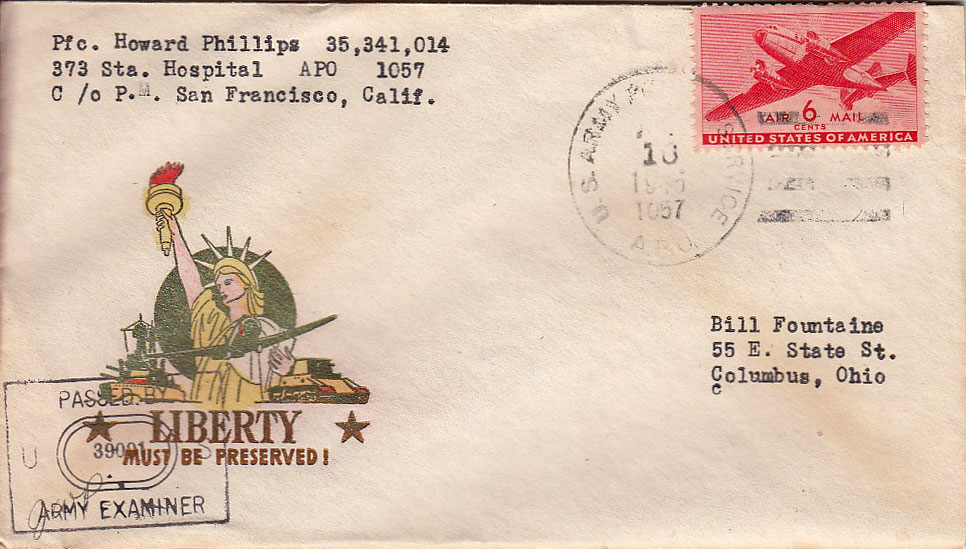 Pfc. Howard Phillips 35,341,014
373 Sta. Hospital APO 1057
C /o P.M. San Francisco, Calif.
AIR 6 MAIL
CENTS
UNITED STATES OF AMERICA
U.S. ARMY SERVICE
1057
A.P.O.
Bill Fountaine
55 E. State St.
Columbus, Ohio
c
LIBERTY
MUST BE PRESERVED!
PASSED BY
U S
ARMY EXAMINER